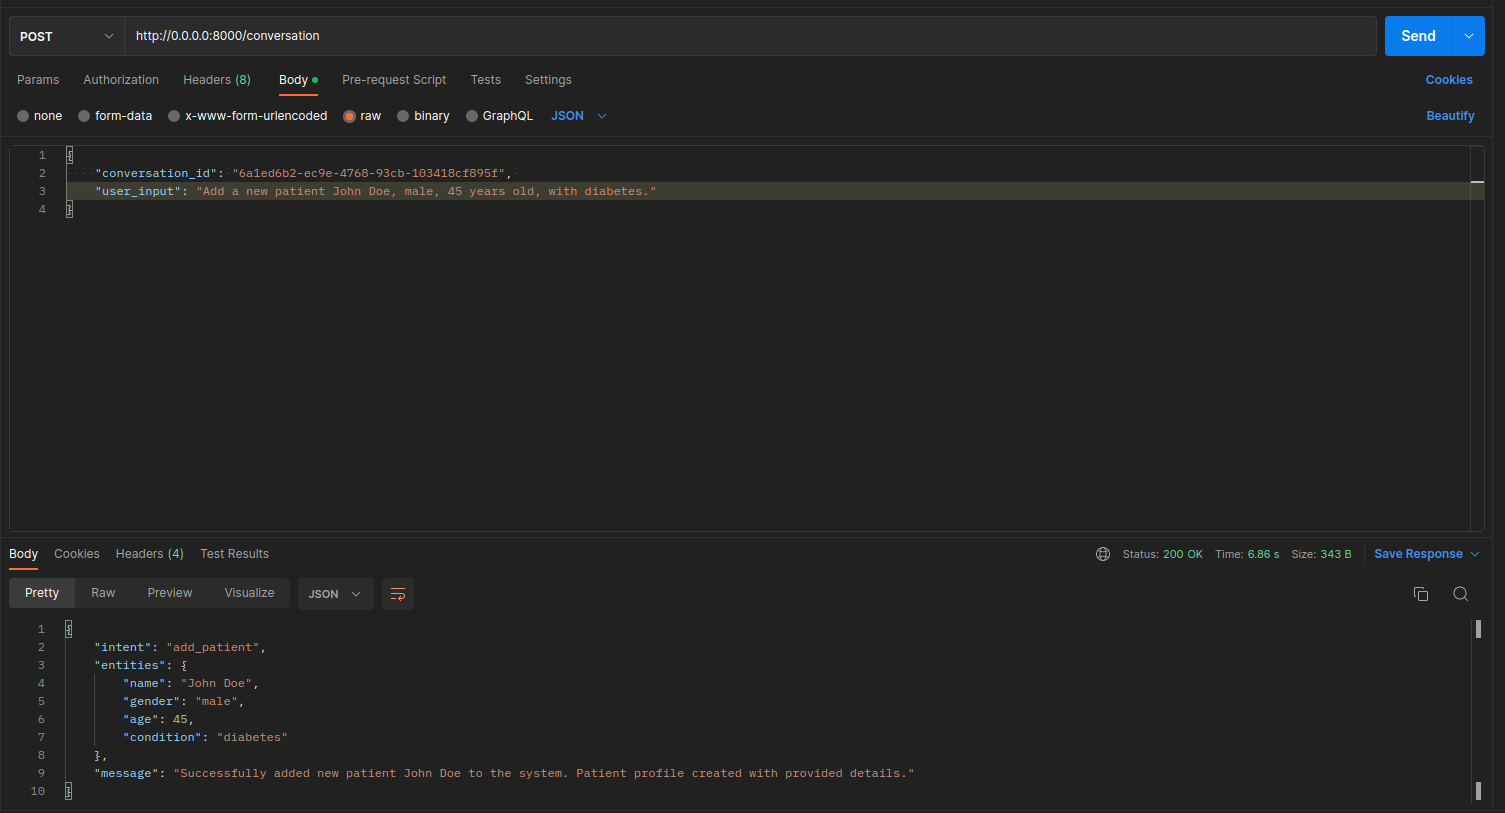 POST http://0.0.0.0:8000/conversation Send
Params Authorization Headers (8) Body Pre-request Script Tests Settings Cookies
none form-data x-www-form-urlencoded raw binary GraphQL JSON Beautify
1 {
2 "conversation_id": "6a1ed6b2-ec9e-4768-93cb-103418cf895f",
3 "user_input": "Add a new patient John Doe, male, 45 years old, with diabetes."
4 }
Body Cookies Headers (4) Test Results Status: 200 OK Time: 6.86 s Size: 343 B Save Response
Pretty Raw Preview Visualize JSON
1 {
2 "intent": "add_patient",
3 "entities": {
4 "name": "John Doe",
5 "gender": "male",
6 "age": 45,
7 "condition": "diabetes"
8 },
9 "message": "Successfully added new patient John Doe to the system. Patient profile created with provided details."
10 }